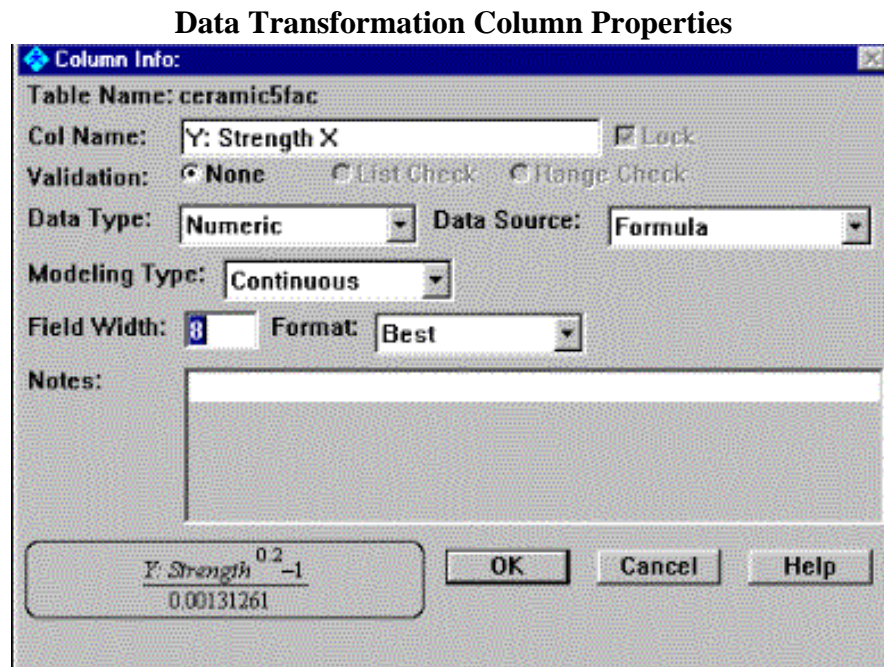 Data Transformation Column Properties
Column Info:
Table Name: ceramic5fac
Col Name: Y: Strength X Lock
Validation: None List Check Range Check
Data Type: Numeric Data Source: Formula
Modeling Type: Continuous
Field Width: 8 Format: Best
Notes:
Y: Strength^0.2 –1
0.00131261
OK Cancel Help